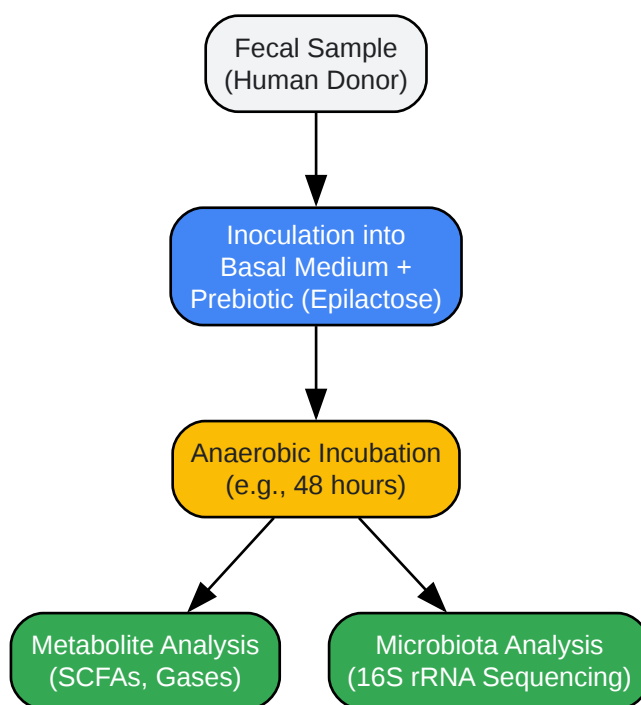 Fecal Sample
(Human Donor)
Inoculation into
Basal Medium +
Prebiotic (Epilactose)
Anaerobic Incubation
(e.g., 48 hours)
Metabolite Analysis
(SCFAs, Gases)
Microbiota Analysis
(16S rRNA Sequencing)